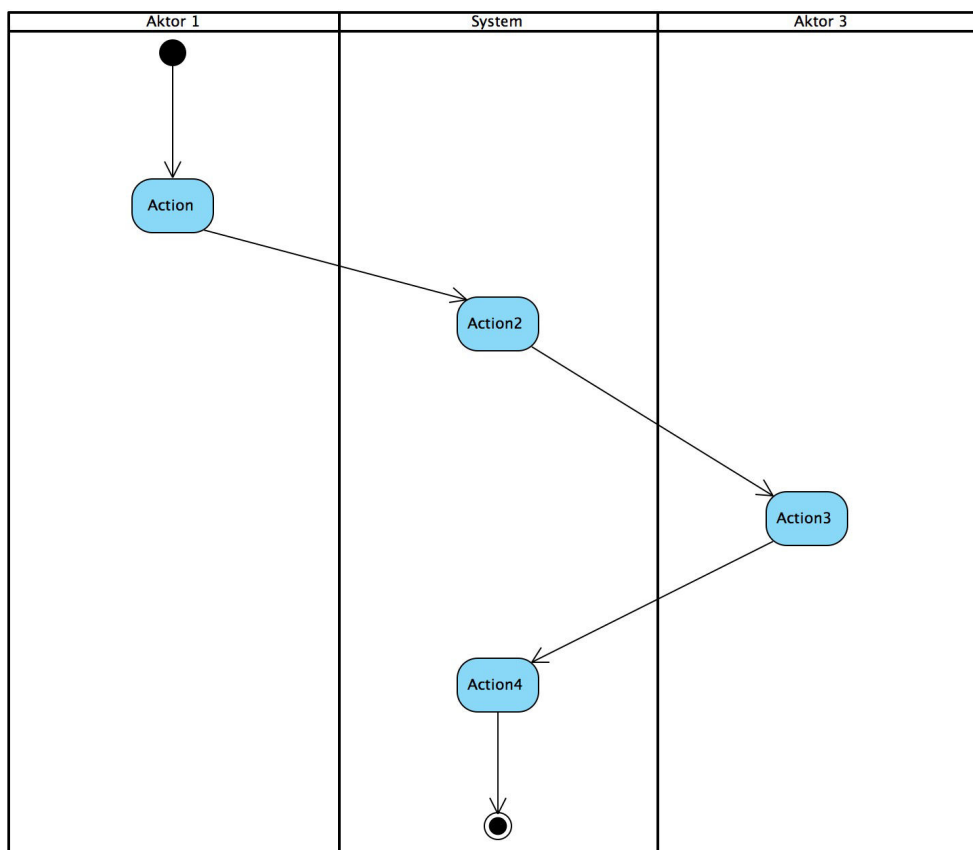 Aktor 1
System
Aktor 3
Action
Action2
Action3
Action4